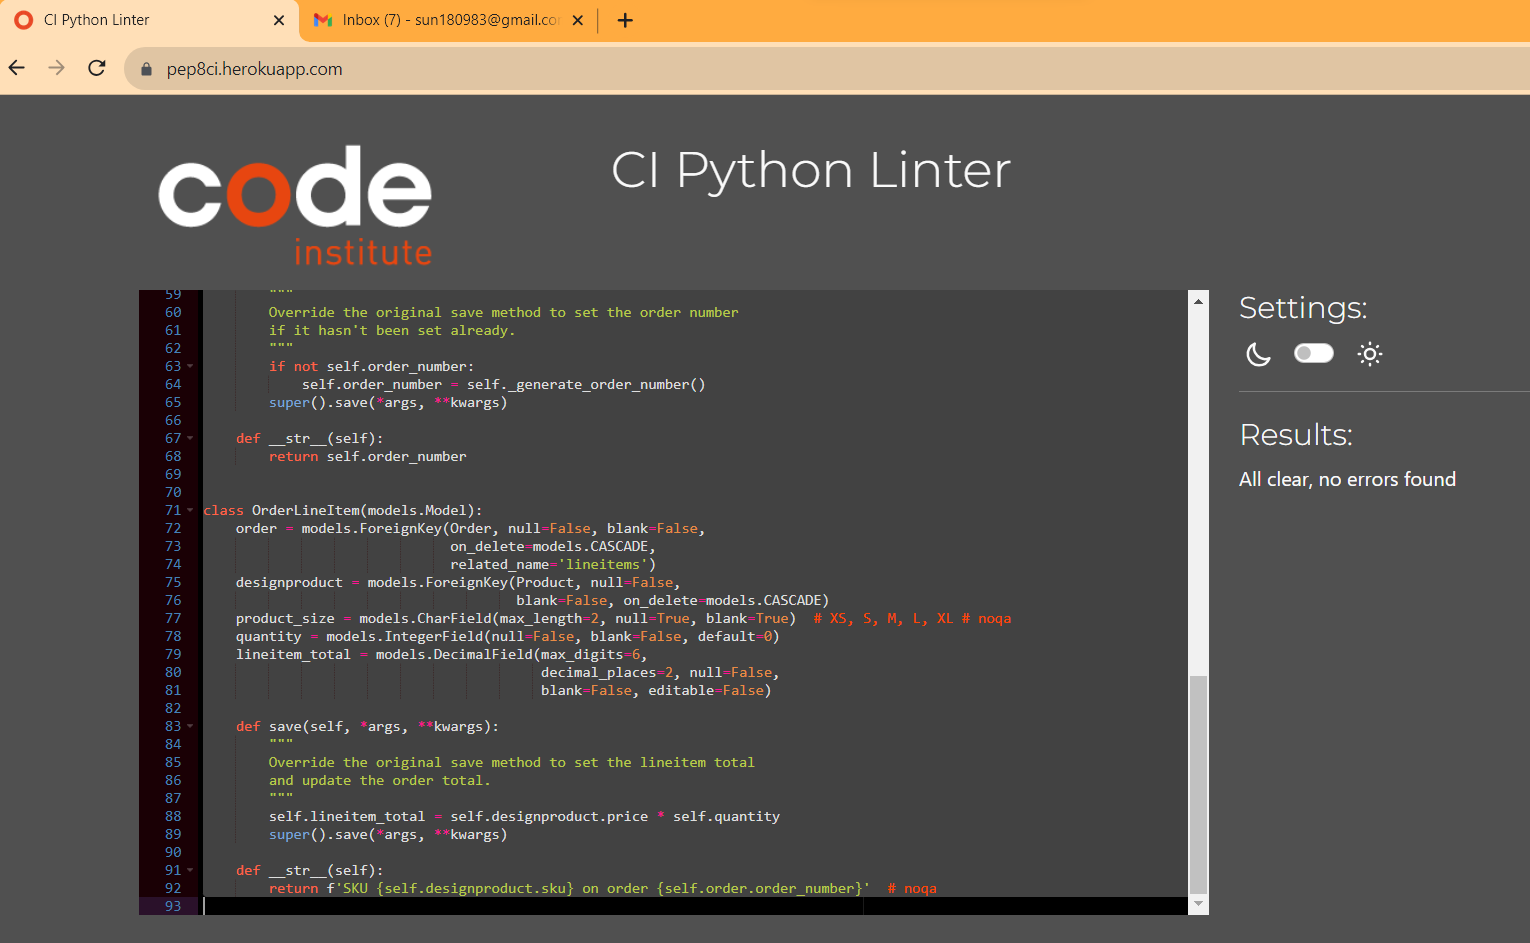 CI Python Linter
Inbox (7) - sun180983@gmail.co
pep8ci.herokuapp.com
code
institute
CI Python Linter
59 """
60 Override the original save method to set the order number
61 if it hasn't been set already.
62 """
63 if not self.order_number:
64 self.order_number = self._generate_order_number()
65 super().save(*args, **kwargs)
66
67 def __str__(self):
68 return self.order_number
69
70
71 class OrderLineItem(models.Model):
72 order = models.ForeignKey(Order, null=False, blank=False,
73 on_delete=models.CASCADE,
74 related_name='lineitems')
75 designproduct = models.ForeignKey(Product, null=False,
76 blank=False, on_delete=models.CASCADE)
77 product_size = models.CharField(max_length=2, null=True, blank=True)  # XS, S, M, L, XL # noqa
78 quantity = models.IntegerField(null=False, blank=False, default=0)
79 lineitem_total = models.DecimalField(max_digits=6,
80 decimal_places=2, null=False,
81 blank=False, editable=False)
82
83 def save(self, *args, **kwargs):
84 """
85 Override the original save method to set the lineitem total
86 and update the order total.
87 """
88 self.lineitem_total = self.designproduct.price * self.quantity
89 super().save(*args, **kwargs)
90
91 def __str__(self):
92 return f'SKU {self.designproduct.sku} on order {self.order.order_number}'  # noqa
93
Settings:
Results:
All clear, no errors found